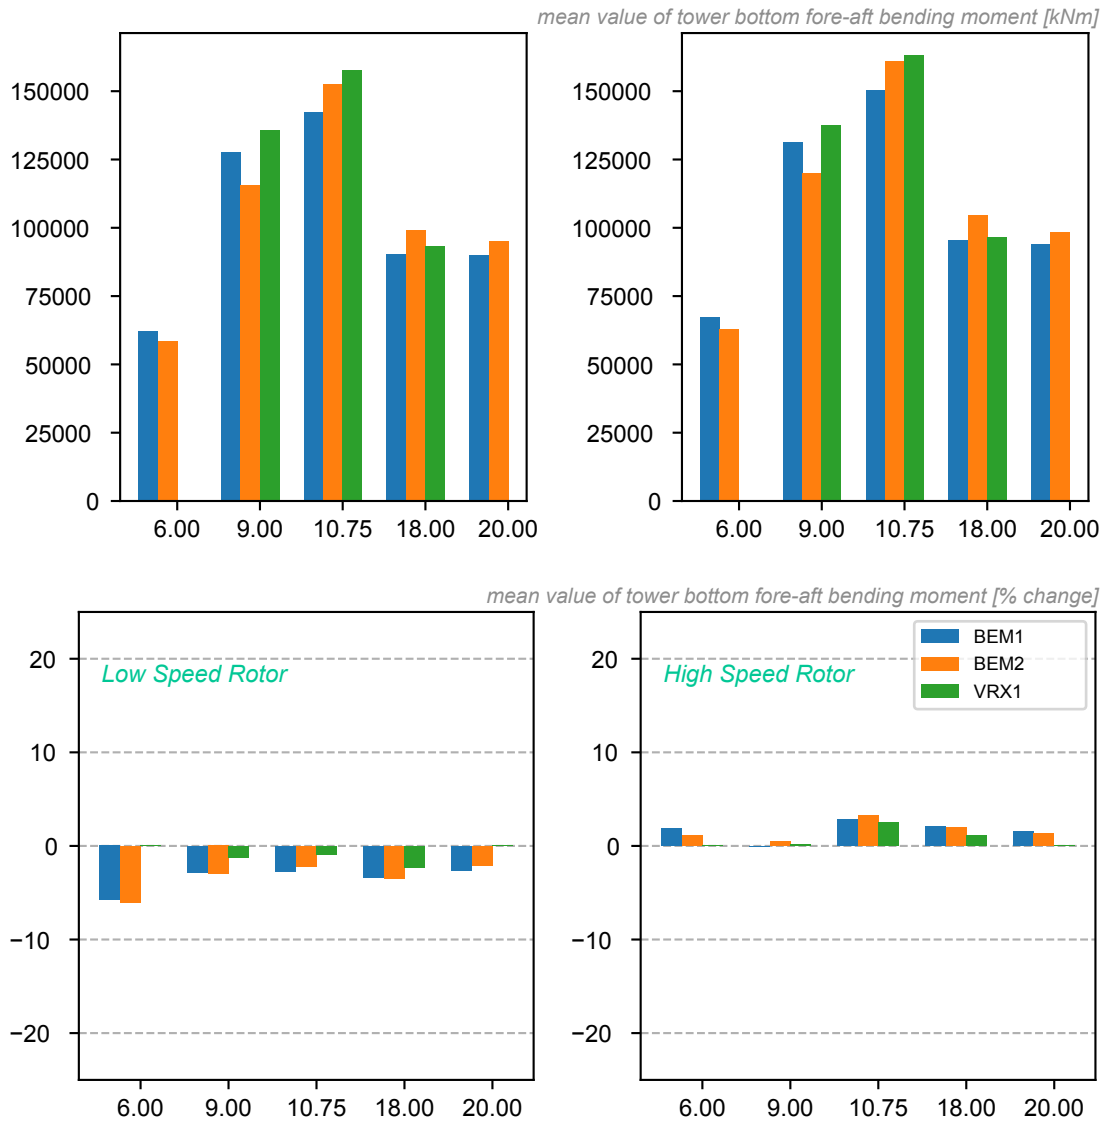 mean value of tower bottom fore-aft bending moment [kNm]
150000
125000
100000
75000
50000
25000
0
6.00 9.00 10.75 18.00 20.00
150000
125000
100000
75000
50000
25000
0
6.00 9.00 10.75 18.00 20.00
mean value of tower bottom fore-aft bending moment [% change]
Low Speed Rotor
20
10
0
−10
−20
6.00 9.00 10.75 18.00 20.00
High Speed Rotor
BEM1
BEM2
VRX1
20
10
0
−10
−20
6.00 9.00 10.75 18.00 20.00